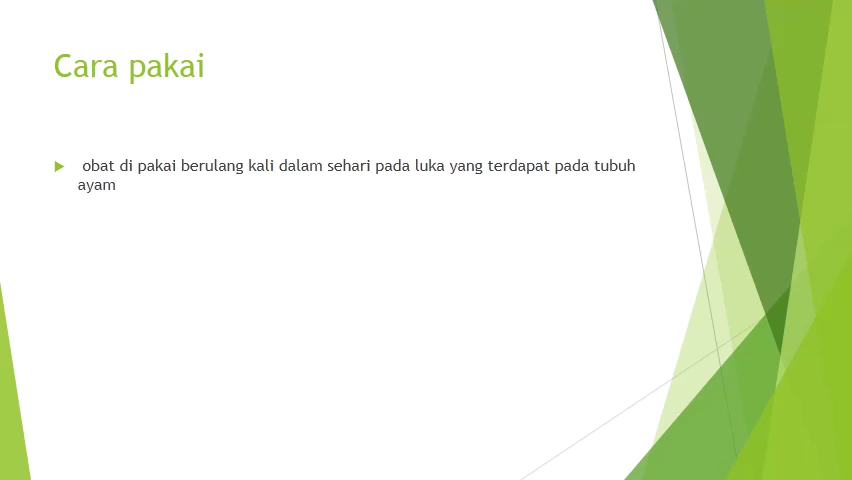 Cara pakai
obat di pakai berulang kali dalam sehari pada luka yang terdapat pada tubuh
ayam